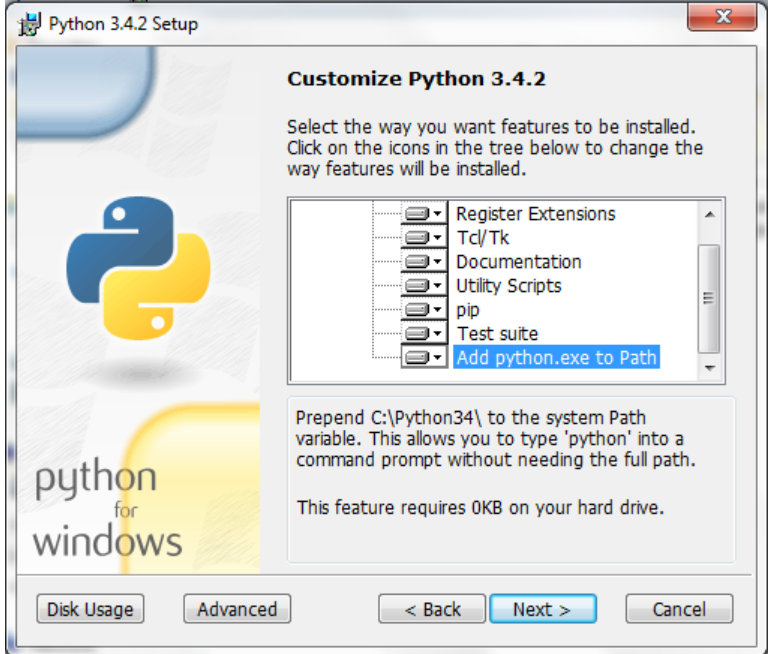 Python 3.4.2 Setup
Customize Python 3.4.2
Select the way you want features to be installed.
Click on the icons in the tree below to change the
way features will be installed.
Register Extensions
Tcl/Tk
Documentation
Utility Scripts
pip
Test suite
Add python.exe to Path
Prepend C:\Python34\ to the system Path
variable. This allows you to type 'python' into a
command prompt without needing the full path.
This feature requires 0KB on your hard drive.
python
for
windows
Disk Usage
Advanced
< Back
Next >
Cancel